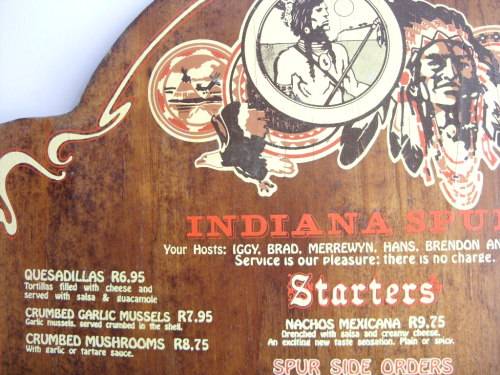 INDIANA SPUR
Your Hosts: IGGY, BRAD, MERREWYN, HANS, BRENDON AN
Service is our pleasure: there is no charge.
QUESADILLAS R6,95
Tortillas filled with cheese and
served with salsa & guacamole
CRUMBED GARLIC MUSSELS R7,95
Garlic mussels, served crumbed in the shell.
CRUMBED MUSHROOMS R8,75
With garlic or tartare sauce.
Starters
NACHOS MEXICANA R9,75
Drenched with salsa and creamy cheese.
An exciting new taste sensation. Plain or spicy.
SPUR SIDE ORDERS